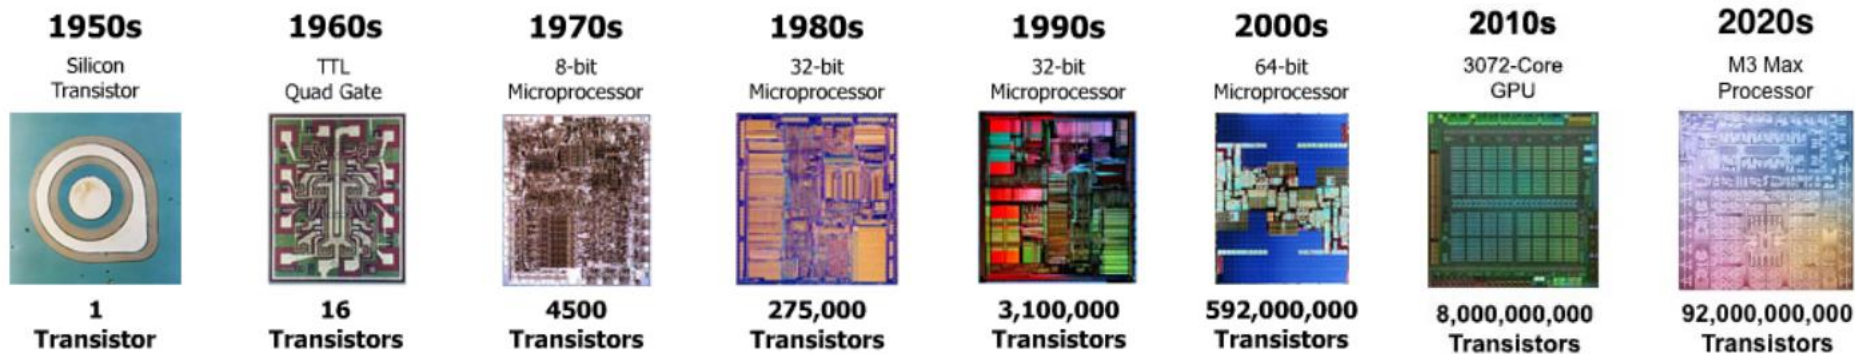 1950s
Silicon
Transistor
1
Transistor
1960s
TTL
Quad Gate
16
Transistors
1970s
8-bit
Microprocessor
4500
Transistors
1980s
32-bit
Microprocessor
275,000
Transistors
1990s
32-bit
Microprocessor
3,100,000
Transistors
2000s
64-bit
Microprocessor
592,000,000
Transistors
2010s
3072-Core
GPU
8,000,000,000
Transistors
2020s
M3 Max
Processor
92,000,000,000
Transistors